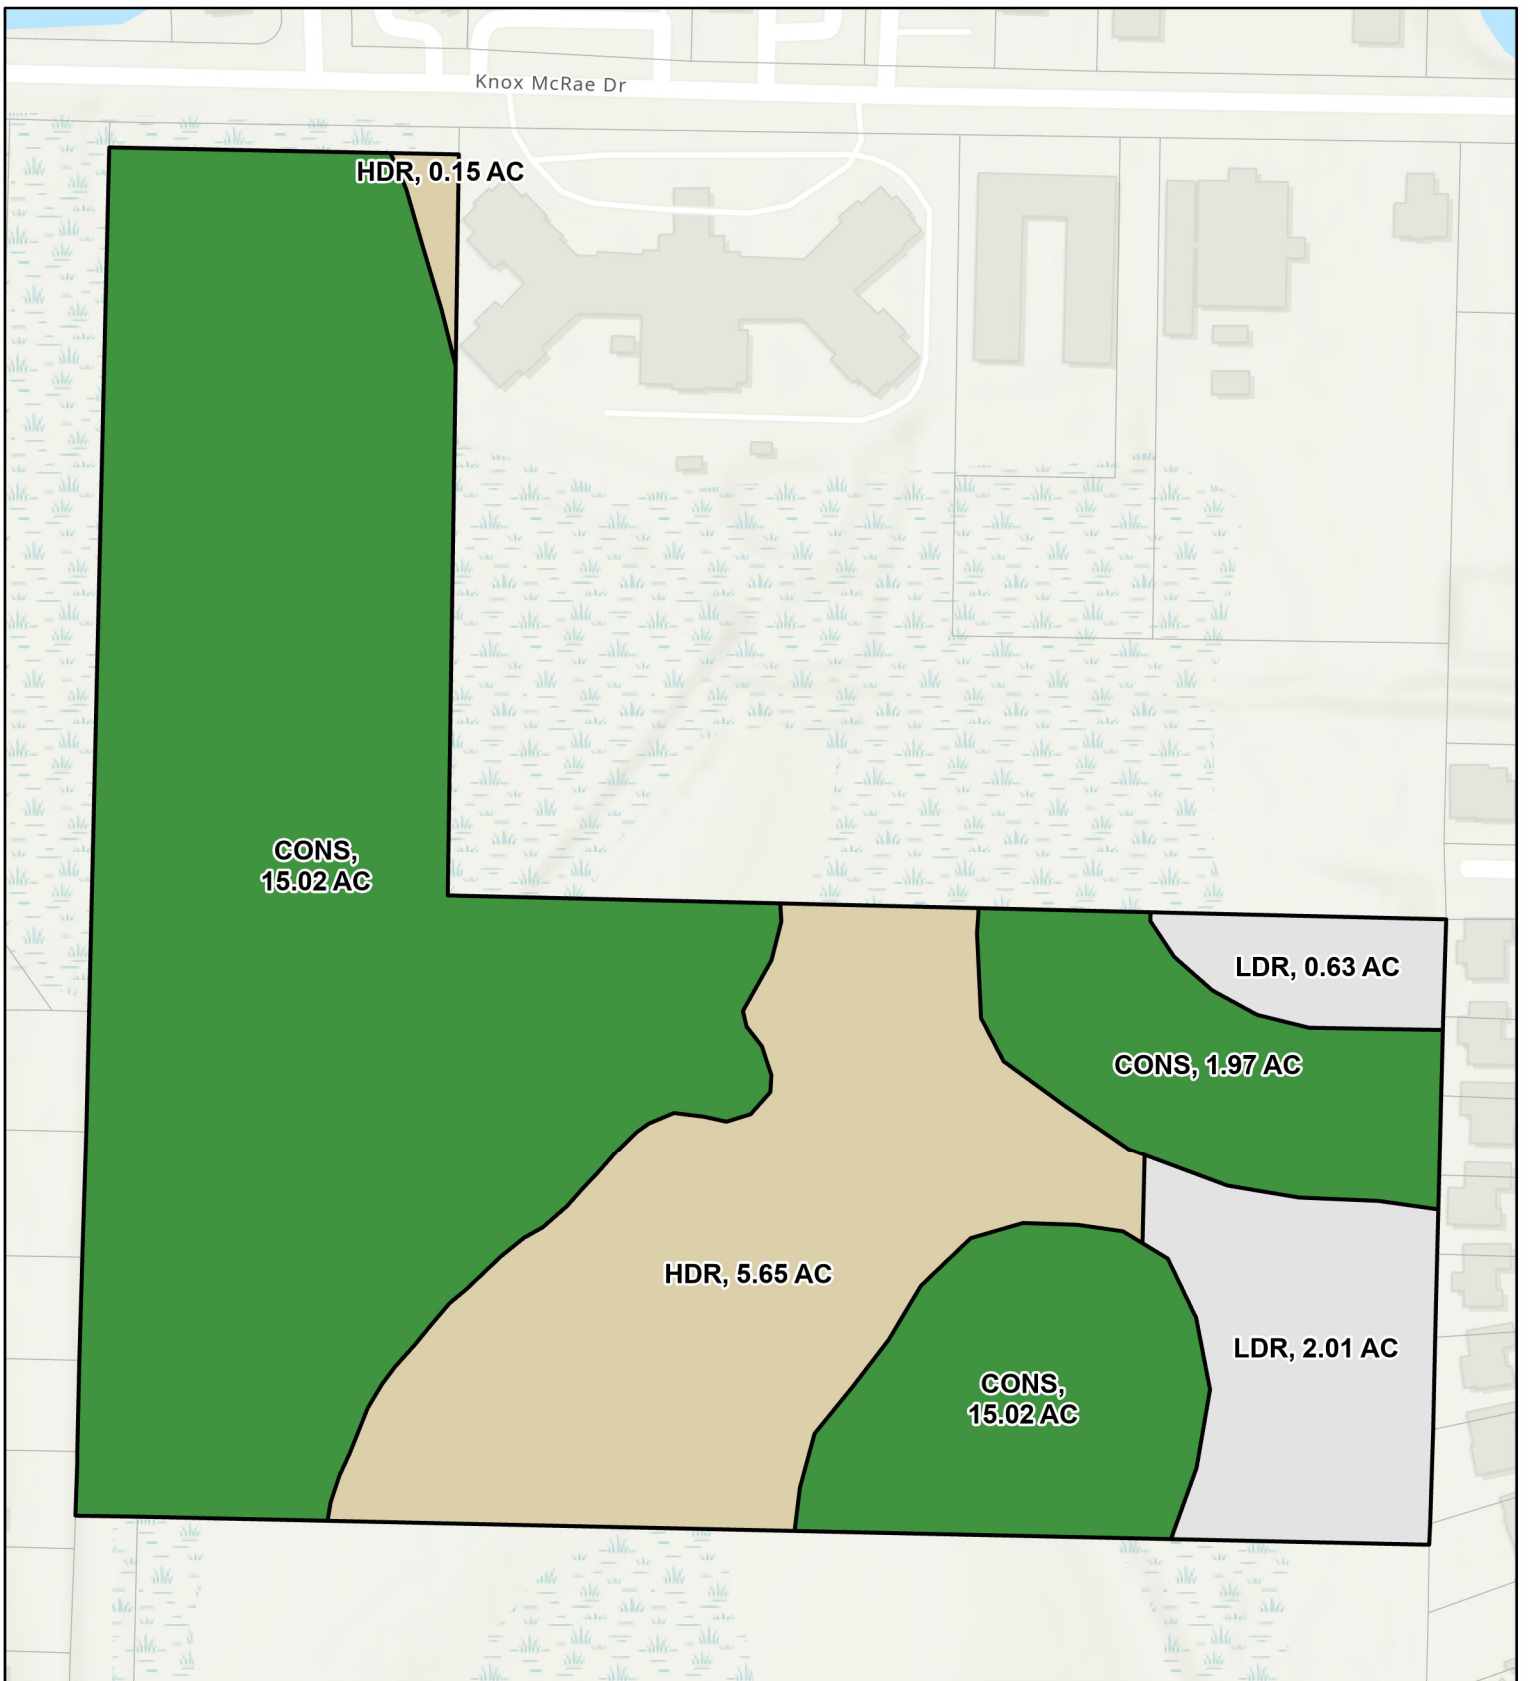 Knox McRae Dr
HDR, 0.15 AC
CONS,
15.02 AC
LDR, 0.63 AC
CONS, 1.97 AC
HDR, 5.65 AC
LDR, 2.01 AC
CONS,
15.02 AC